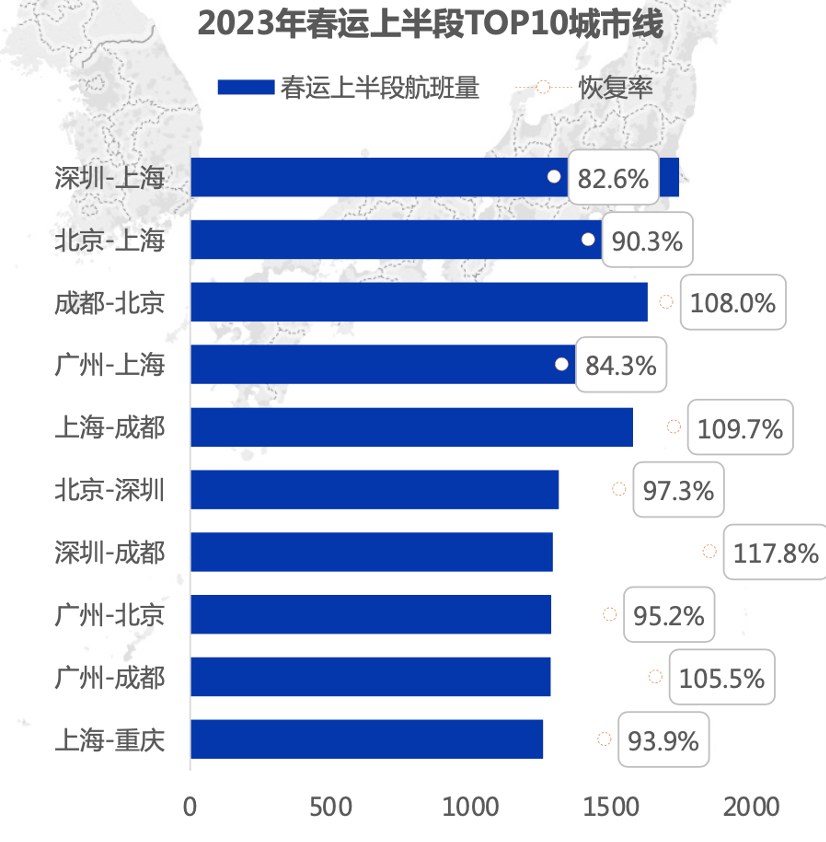 2023年春运上半段TOP10城市线
春运上半段航班量 恢复率
深圳-上海 82.6%
北京-上海 90.3%
成都-北京 108.0%
广州-上海 84.3%
上海-成都 109.7%
北京-深圳 97.3%
深圳-成都 117.8%
广州-北京 95.2%
广州-成都 105.5%
上海-重庆 93.9%
0 500 1000 1500 2000